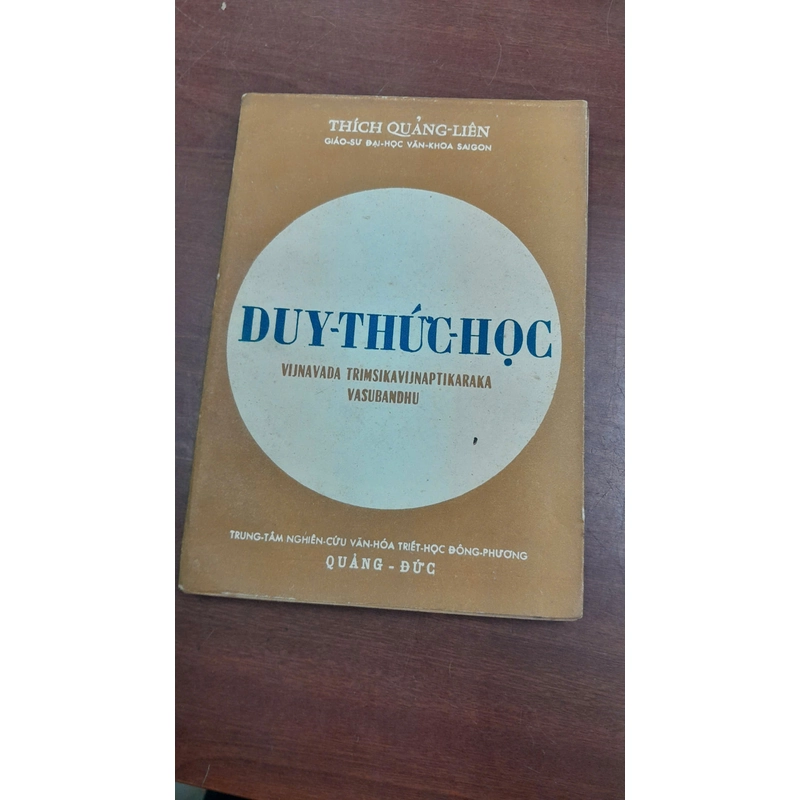 THÍCH QUẢNG-LIÊN
GIÁO-SƯ ĐẠI-HỌC VĂN-KHOA SAIGON
DUY-THỨC-HỌC
VIJNAVADA TRIMSIKAVIJNAPTIKARAKA
VASUBANDHU
TRUNG-TÂM NGHIÊN-CỨU VĂN-HÓA TRIẾT-HỌC ĐÔNG-PHƯƠNG
QUẢNG - ĐỨC